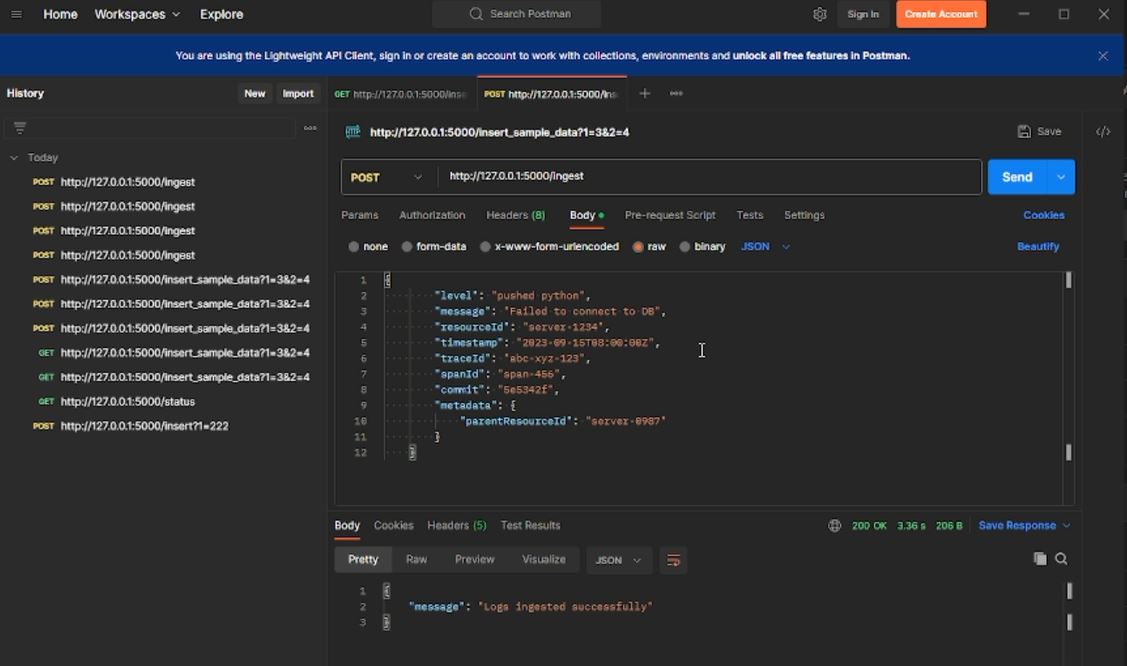 Home Workspaces Explore Search Postman Sign In Create Account
You are using the Lightweight API Client, sign in or create an account to work with collections, environments and unlock all free features in Postman.
History New Import
GET http://127.0.0.1:5000/inse POST http://127.0.0.1:5000/ins
http://127.0.0.1:5000/insert_sample_data?1=3&2=4 Save
Today
POST http://127.0.0.1:5000/ingest
POST http://127.0.0.1:5000/ingest
POST http://127.0.0.1:5000/ingest
POST http://127.0.0.1:5000/ingest
POST http://127.0.0.1:5000/insert_sample_data?1=3&2=4
POST http://127.0.0.1:5000/insert_sample_data?1=3&2=4
POST http://127.0.0.1:5000/insert_sample_data?1=3&2=4
GET http://127.0.0.1:5000/insert_sample_data?1=3&2=4
GET http://127.0.0.1:5000/insert_sample_data?1=3&2=4
GET http://127.0.0.1:5000/status
POST http://127.0.0.1:5000/insert?1=222
POST http://127.0.0.1:5000/ingest Send
Params Authorization Headers (8) Body Pre-request Script Tests Settings Cookies
none form-data x-www-form-urlencoded raw binary JSON Beautify
1 {
2 "level": "pushed python",
3 "message": "Failed to connect to DB",
4 "resourceId": "server-1234",
5 "timestamp": "2023-09-15T08:00:00Z",
6 "traceId": "abc-xyz-123",
7 "spanId": "span-456",
8 "commit": "5e5342f",
9 "metadata": {
10 "parentResourceId": "server-0987"
11 }
12 }
Body Cookies Headers (5) Test Results 200 OK 3.36 s 206 B Save Response
Pretty Raw Preview Visualize JSON
1 {
2 "message": "Logs ingested successfully"
3 }